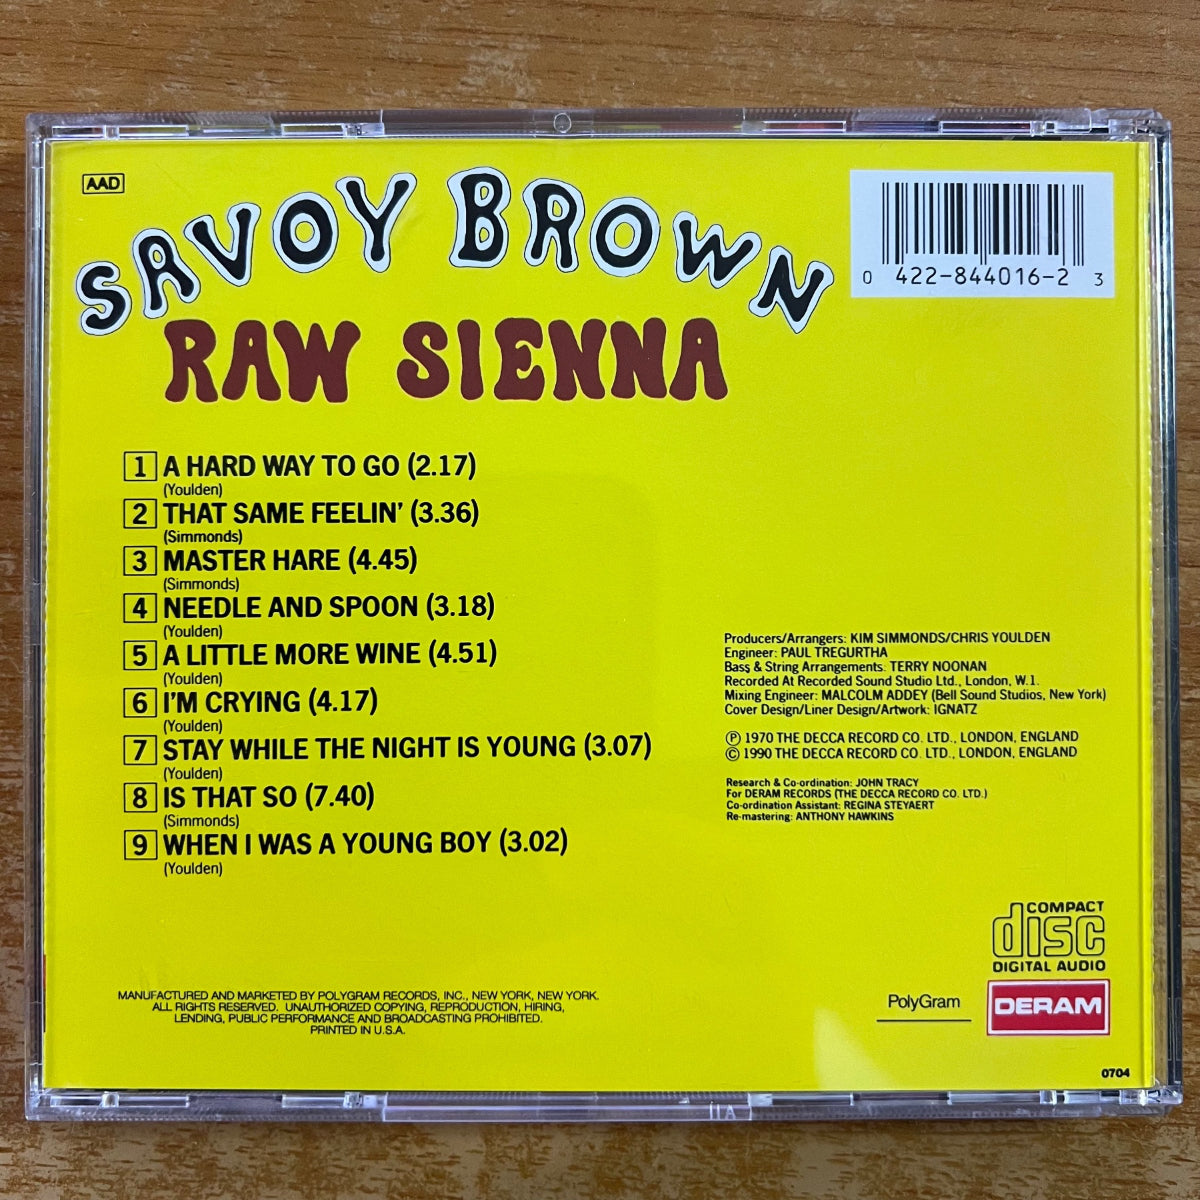 AAD
SAVOY BROWN
RAW SIENNA
0 422-844016-2 3
1 A HARD WAY TO GO (2.17)
(Youlden)
2 THAT SAME FEELIN' (3.36)
(Simmonds)
3 MASTER HARE (4.45)
(Simmonds)
4 NEEDLE AND SPOON (3.18)
(Youlden)
5 A LITTLE MORE WINE (4.51)
(Youlden)
6 I'M CRYING (4.17)
(Youlden)
7 STAY WHILE THE NIGHT IS YOUNG (3.07)
(Youlden)
8 IS THAT SO (7.40)
(Simmonds)
9 WHEN I WAS A YOUNG BOY (3.02)
(Youlden)
Producers/Arrangers: KIM SIMMONDS/CHRIS YOULDEN
Engineer: PAUL TREGURTHA
Bass & String Arrangements: TERRY NOONAN
Recorded At Recorded Sound Studio Ltd., London, W.1.
Mixing Engineer: MALCOLM ADDEY (Bell Sound Studios, New York)
Cover Design/Liner Design/Artwork: IGNATZ
Ⓟ 1970 THE DECCA RECORD CO. LTD., LONDON, ENGLAND
© 1990 THE DECCA RECORD CO. LTD., LONDON, ENGLAND
Research & Co-ordination: JOHN TRACY
For DERAM RECORDS (THE DECCA RECORD CO. LTD.)
Co-ordination Assistant: REGINA STEYAERT
Re-mastering: ANTHONY HAWKINS
COMPACT
disc
DIGITAL AUDIO
MANUFACTURED AND MARKETED BY POLYGRAM RECORDS, INC., NEW YORK, NEW YORK.
ALL RIGHTS RESERVED. UNAUTHORIZED COPYING, REPRODUCTION, HIRING,
LENDING, PUBLIC PERFORMANCE AND BROADCASTING PROHIBITED.
PRINTED IN U.S.A.
PolyGram
DERAM
0704